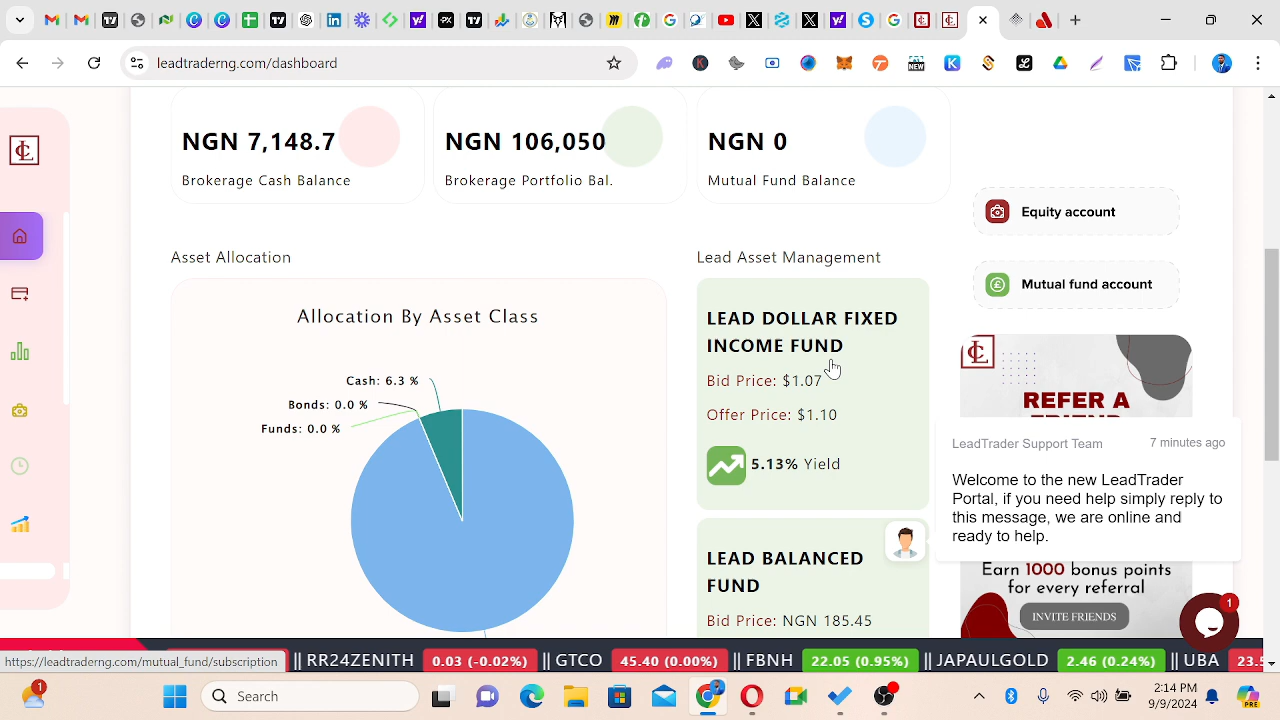 leadtraderng.com/dashboard
NEW
NGN 7,148.7
Brokerage Cash Balance
NGN 106,050
Brokerage Portfolio Bal.
NGN 0
Mutual Fund Balance
Equity account
Mutual fund account
Asset Allocation
Allocation By Asset Class
Cash: 6.3 %
Bonds: 0.0 %
Funds: 0.0 %
Lead Asset Management
LEAD DOLLAR FIXED
INCOME FUND
Bid Price: $1.07
Offer Price: $1.10
5.13% Yield
LEAD BALANCED
FUND
Bid Price: NGN 185.45
REFER A
LeadTrader Support Team
7 minutes ago
Welcome to the new LeadTrader
Portal, if you need help simply reply to
this message, we are online and
ready to help.
Earn 1000 bonus points
for every referral
INVITE FRIENDS
1
|| RR24ZENITH 0.03 (-0.02%) || GTCO 45.40 (0.00%) || FBNH 22.05 (0.95%) || JAPAULGOLD 2.46 (0.24%) || UBA 23.5
https://leadtraderng.com/mutual_fund/subscription
1
Search
2:14 PM
9/9/2024
PRE